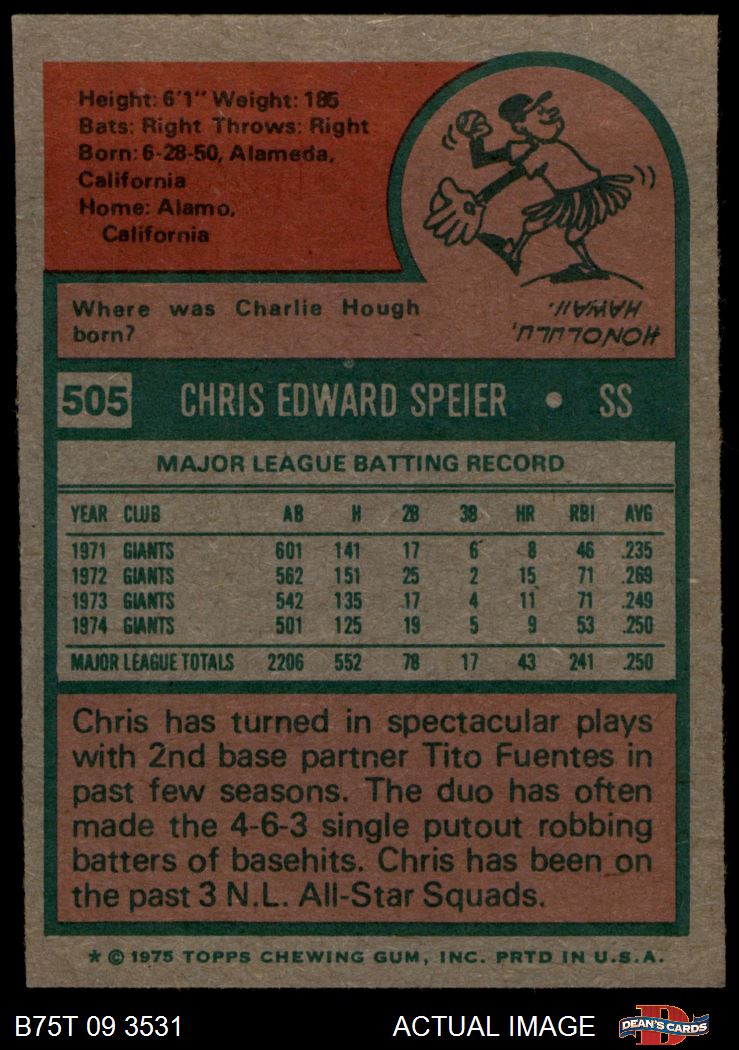 Height: 6'1" Weight: 185
Bats: Right Throws: Right
Born: 6-28-50, Alameda,
California
Home: Alamo,
California
Where was Charlie Hough
born?
HONOLULU,
HAWAII.
505 CHRIS EDWARD SPEIER • SS
MAJOR LEAGUE BATTING RECORD
YEAR CLUB AB H 2B 3B HR RBI AVG
1971 GIANTS 601 141 17 6 8 46 .235
1972 GIANTS 562 151 25 2 15 71 .269
1973 GIANTS 542 135 17 4 11 71 .249
1974 GIANTS 501 125 19 5 9 53 .250
MAJOR LEAGUE TOTALS 2206 552 78 17 43 241 .250
Chris has turned in spectacular plays
with 2nd base partner Tito Fuentes in
past few seasons. The duo has often
made the 4-6-3 single putout robbing
batters of basehits. Chris has been on
the past 3 N.L. All-Star Squads.
* © 1975 TOPPS CHEWING GUM, INC. PRTD IN U.S.A.
B75T 09 3531 ACTUAL IMAGE DEAN'S CARDS